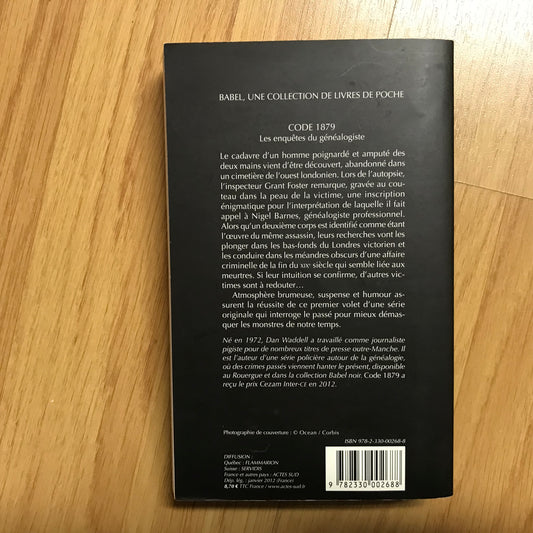 BABEL, UNE COLLECTION DE LIVRES DE POCHE
CODE 1879
Les enquêtes du généalogiste
Le cadavre d'un homme poignardé et amputé des
deux mains vient d'être découvert, abandonné dans
un cimetière de l'ouest londonien. Lors de l'autopsie,
l'inspecteur Grant Foster remarque, gravée au cou-
teau dans la peau de la victime, une inscription
énigmatique pour l'interprétation de laquelle il fait
appel à Nigel Barnes, généalogiste professionnel.
Alors qu'un deuxième corps est identifié comme étant
l'œuvre du même assassin, leurs recherches vont les
plonger dans les bas-fonds du Londres victorien et
les conduire dans les méandres obscurs d'une affaire
criminelle de la fin du XIXe siècle qui semble liée aux
meurtres. Si leur intuition se confirme, d'autres vic-
times sont à redouter...
Atmosphère brumeuse, suspense et humour as-
surent la réussite de ce premier volet d'une série
originale qui interroge le passé pour mieux démas-
quer les monstres de notre temps.
Né en 1972, Dan Waddell a travaillé comme journaliste
pigiste pour de nombreux titres de presse outre-Manche. Il
est l'auteur d'une série policière autour de la généalogie,
où des crimes passés viennent hanter le présent, disponible
au Rouergue et dans la collection Babel noir. Code 1879 a
reçu le prix Cezam Inter-CE en 2012.
Photographie de couverture : © Ocean / Corbis
ISBN 978-2-330-00268-8
DIFFUSION :
Québec : FLAMMARION
Suisse : SERVIDIS
France et autres pays : ACTES SUD
Dép. lég. : janvier 2012 (France)
8,70 € TTC France / www.actes-sud.fr
9 782330 002688